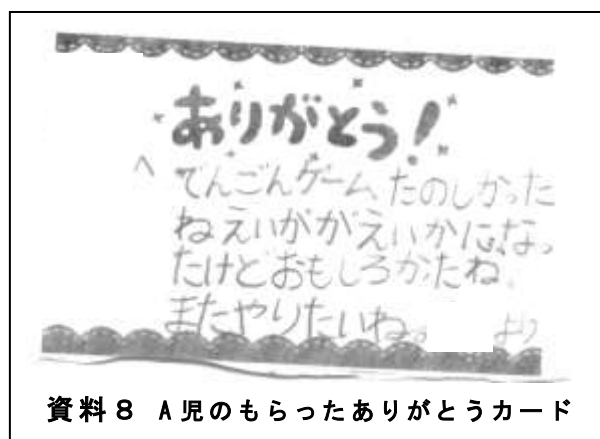 ありがとう!
へ
でんごんゲーム、たのしかった
ねえいががえいかに、なっ
たけどおもしろかたね。
またやりたいね。 より
資料8 A児のもらったありがとうカード